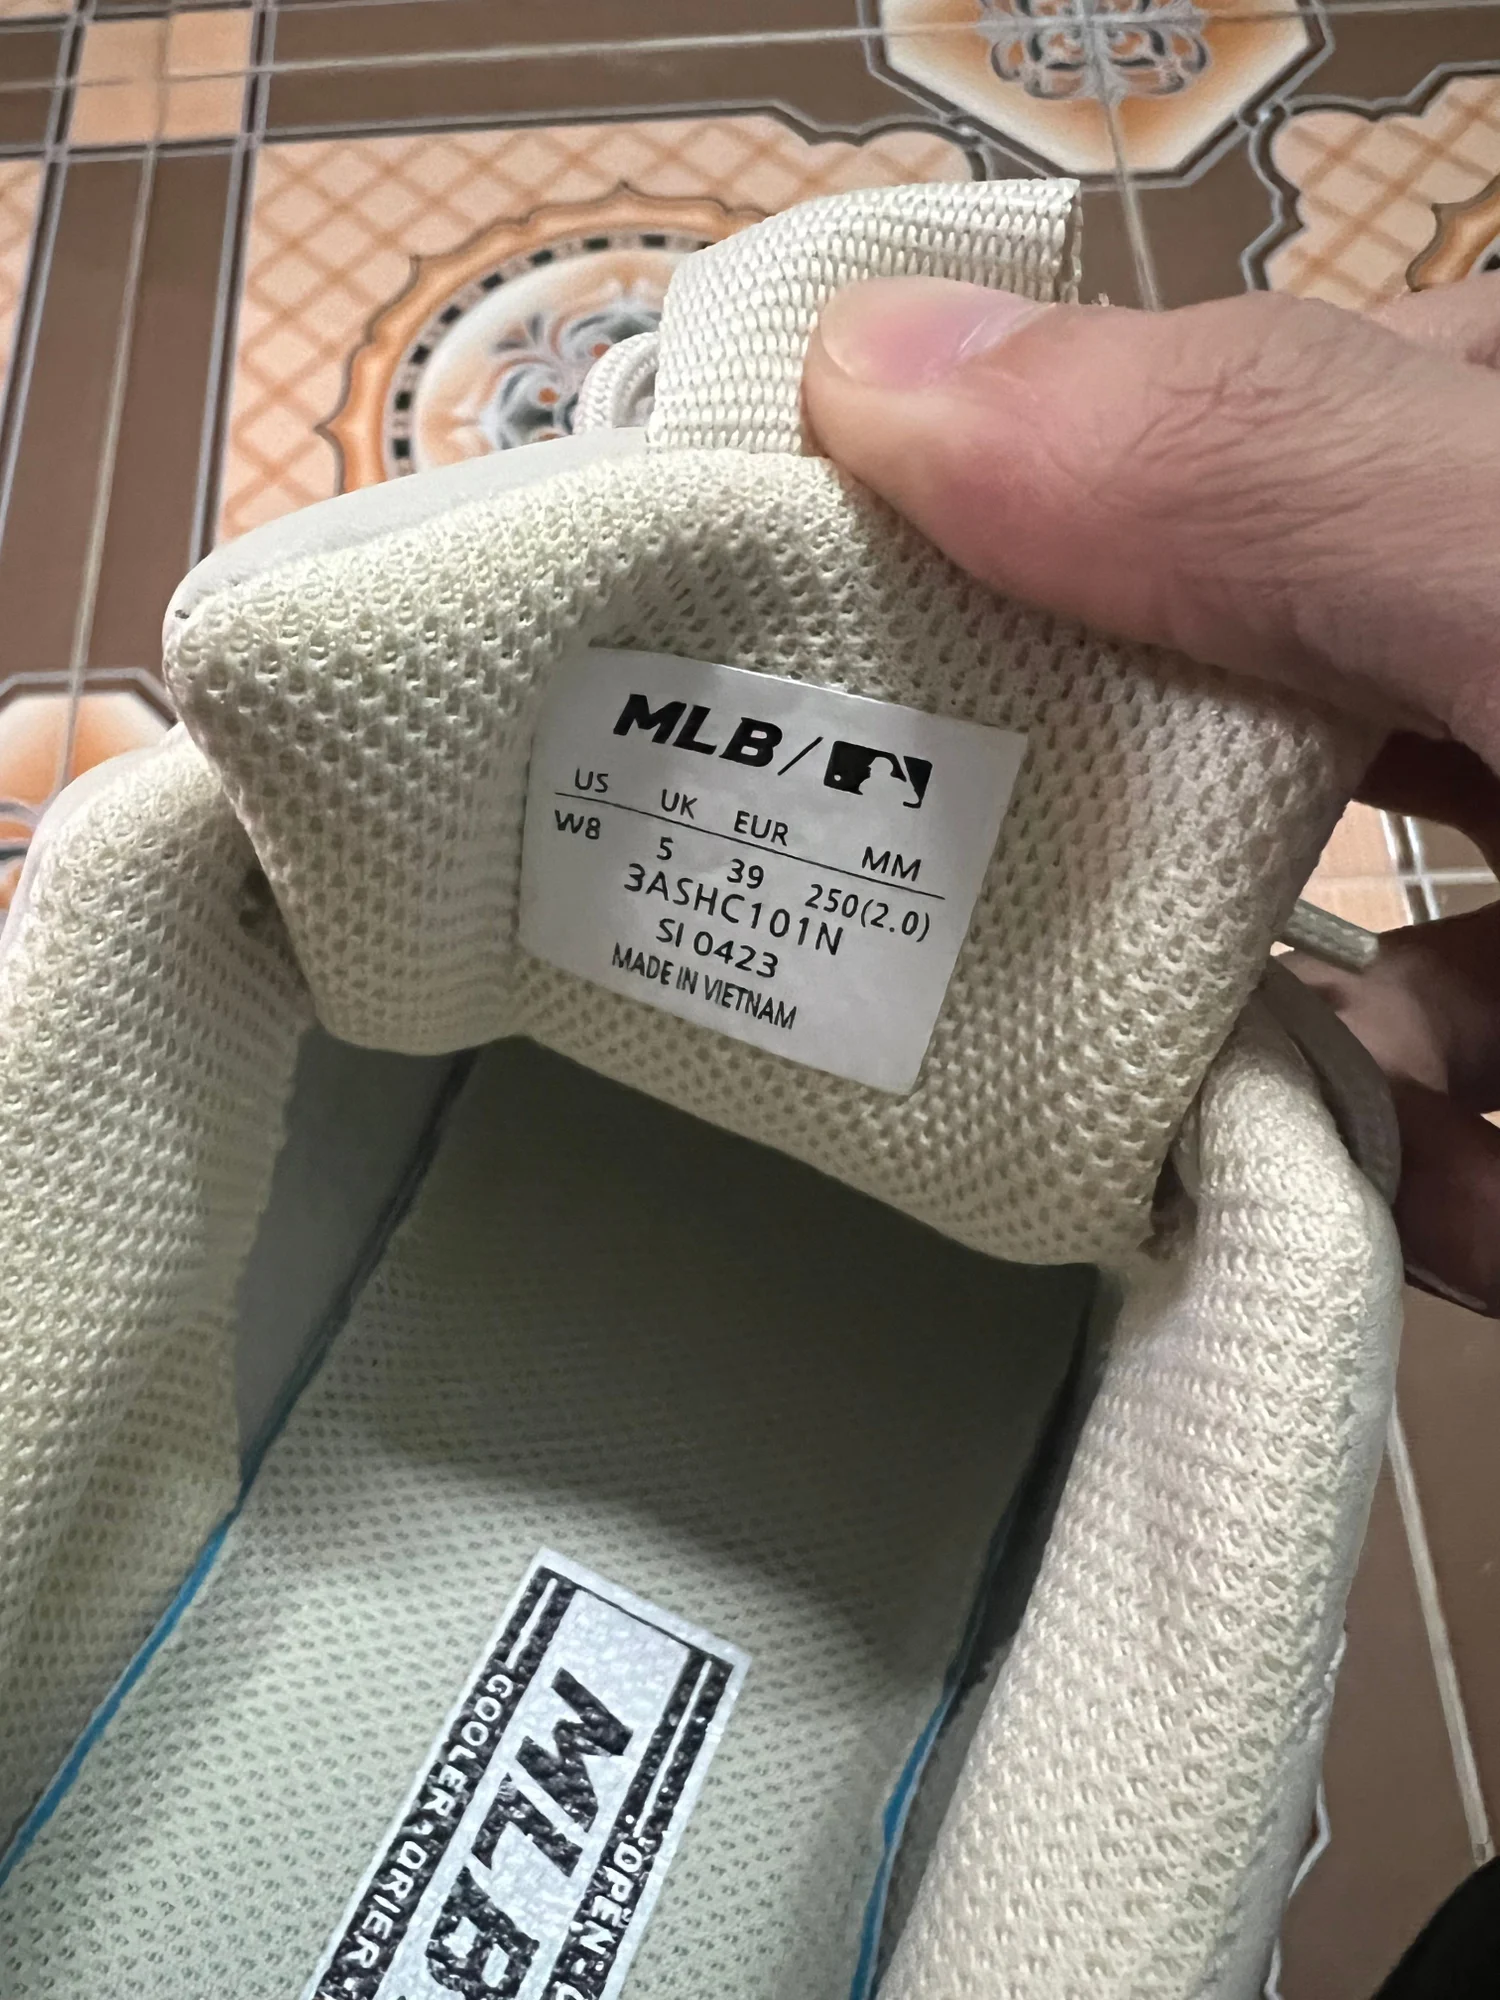 MLB/
US UK EUR MM
W8 5 39 250(2.0)
3ASHC101N
SI 0423
MADE IN VIETNAM
COOLER·DRIER·
MLB
·OPEN·